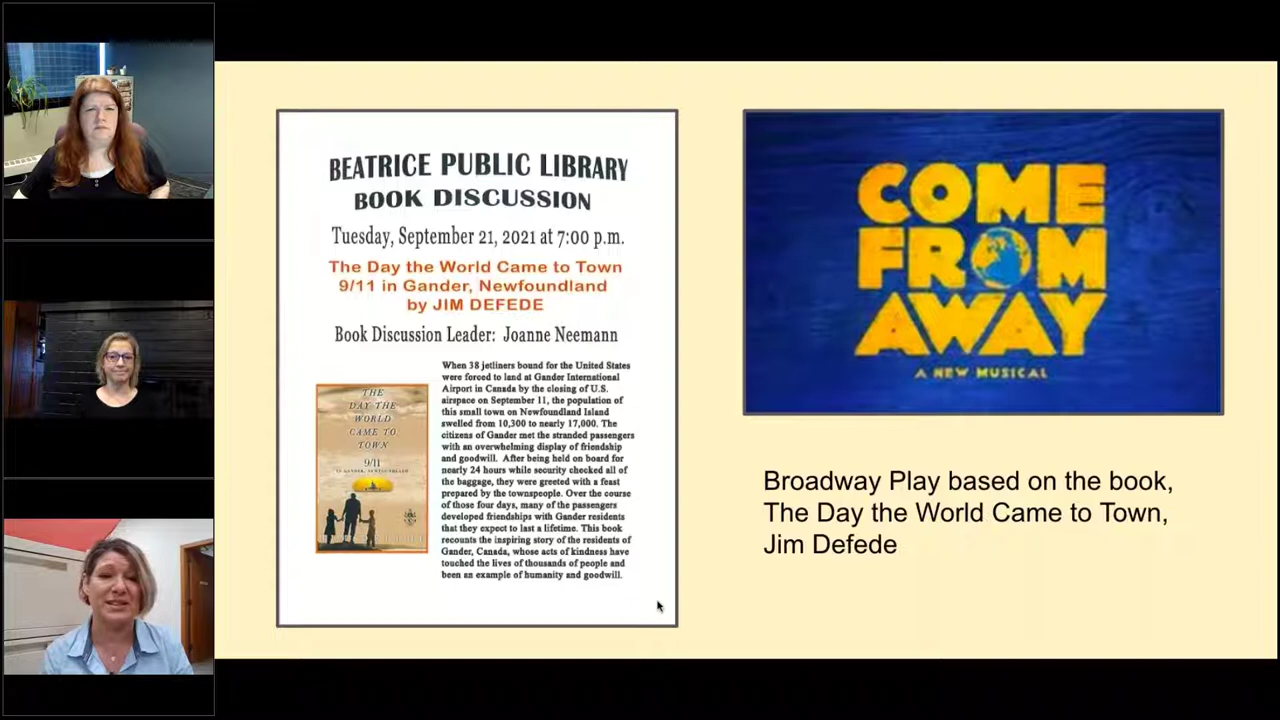 BEATRICE PUBLIC LIBRARY
BOOK DISCUSSION
Tuesday, September 21, 2021 at 7:00 p.m.
The Day the World Came to Town
9/11 in Gander, Newfoundland
by JIM DEFEDE
Book Discussion Leader: Joanne Neemann
When 38 jetliners bound for the United States
were forced to land at Gander International
Airport in Canada by the closing of U.S.
airspace on September 11, the population of
this small town on Newfoundland Island
swelled from 10,300 to nearly 17,000. The
citizens of Gander met the stranded passengers
with an overwhelming display of friendship
and goodwill. After being held on board for
nearly 24 hours while security checked all of
the baggage, they were greeted with a feast
prepared by the townspeople. Over the course
of those four days, many of the passengers
developed friendships with Gander residents
that they expect to last a lifetime. This book
recounts the inspiring story of the residents of
Gander, Canada, whose acts of kindness have
touched the lives of thousands of people and
been an example of humanity and goodwill.
THE
DAY THE
WORLD
CAME TO
TOWN
9/11
IN GANDER, NEWFOUNDLAND
COME
FROM
AWAY
A NEW MUSICAL
Broadway Play based on the book,
The Day the World Came to Town,
Jim Defede